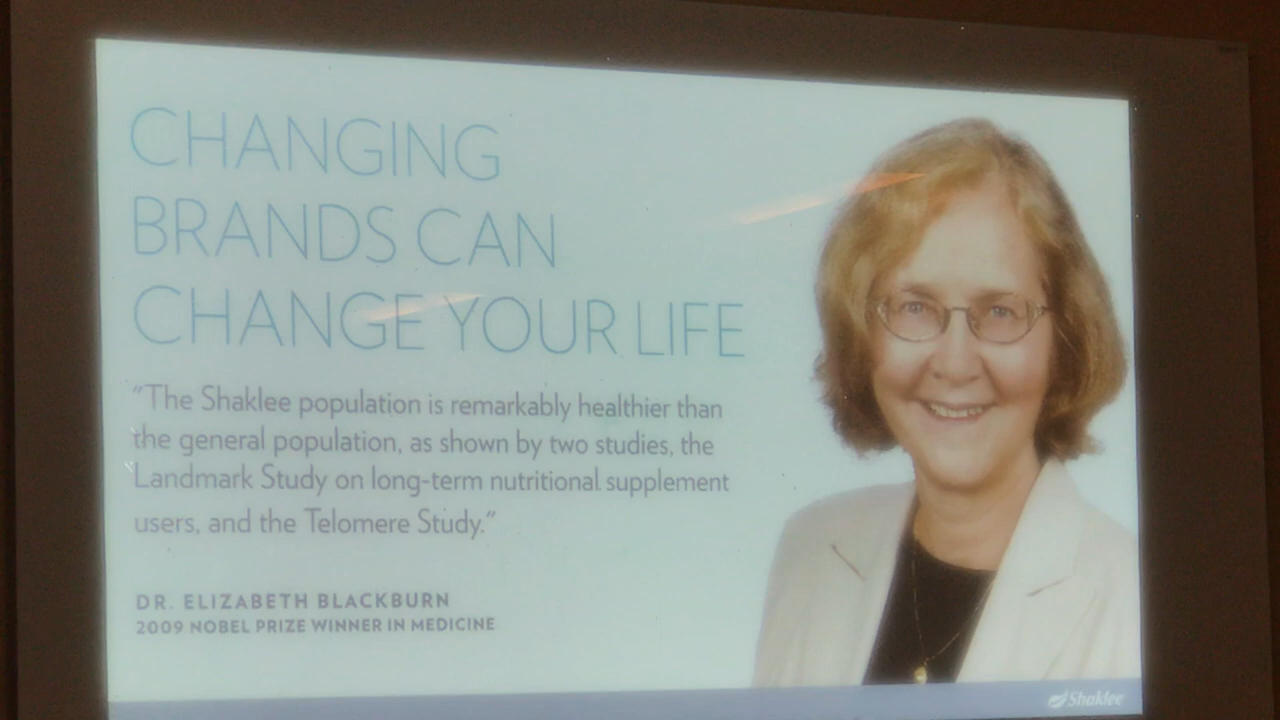 CHANGING
BRANDS CAN
CHANGE YOUR LIFE
"The Shaklee population is remarkably healthier than
the general population, as shown by two studies, the
Landmark Study on long-term nutritional supplement
users, and the Telomere Study."
DR. ELIZABETH BLACKBURN
2009 NOBEL PRIZE WINNER IN MEDICINE
Shaklee